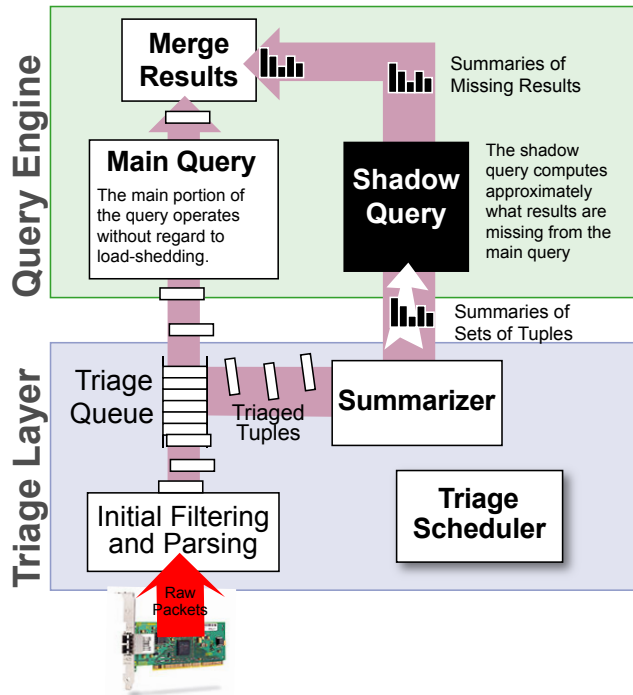 Query Engine
Merge
Results
Summaries of
Missing Results
Main Query
The main portion of
the query operates
without regard to
load-shedding.
Shadow
Query
The shadow
query computes
approximately
what results are
missing from the
main query
Summaries of
Sets of Tuples
Triage Layer
Triage
Queue
Triaged
Tuples
Summarizer
Triage
Scheduler
Initial Filtering
and Parsing
Raw
Packets